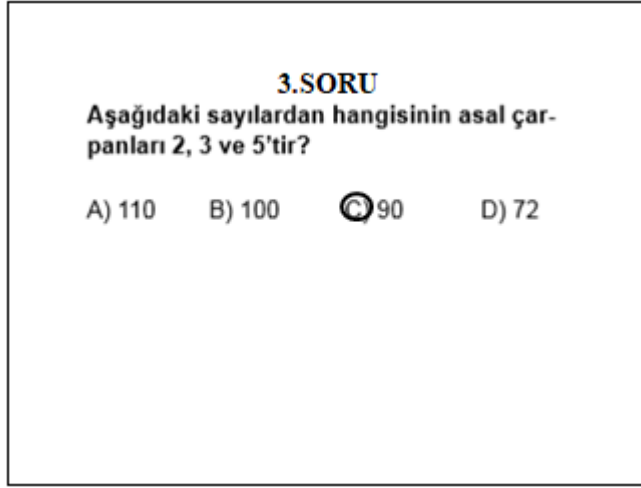 3.SORU
Aşağıdaki sayılardan hangisinin asal çar-
panları 2, 3 ve 5'tir?
A) 110 B) 100 C) 90 D) 72